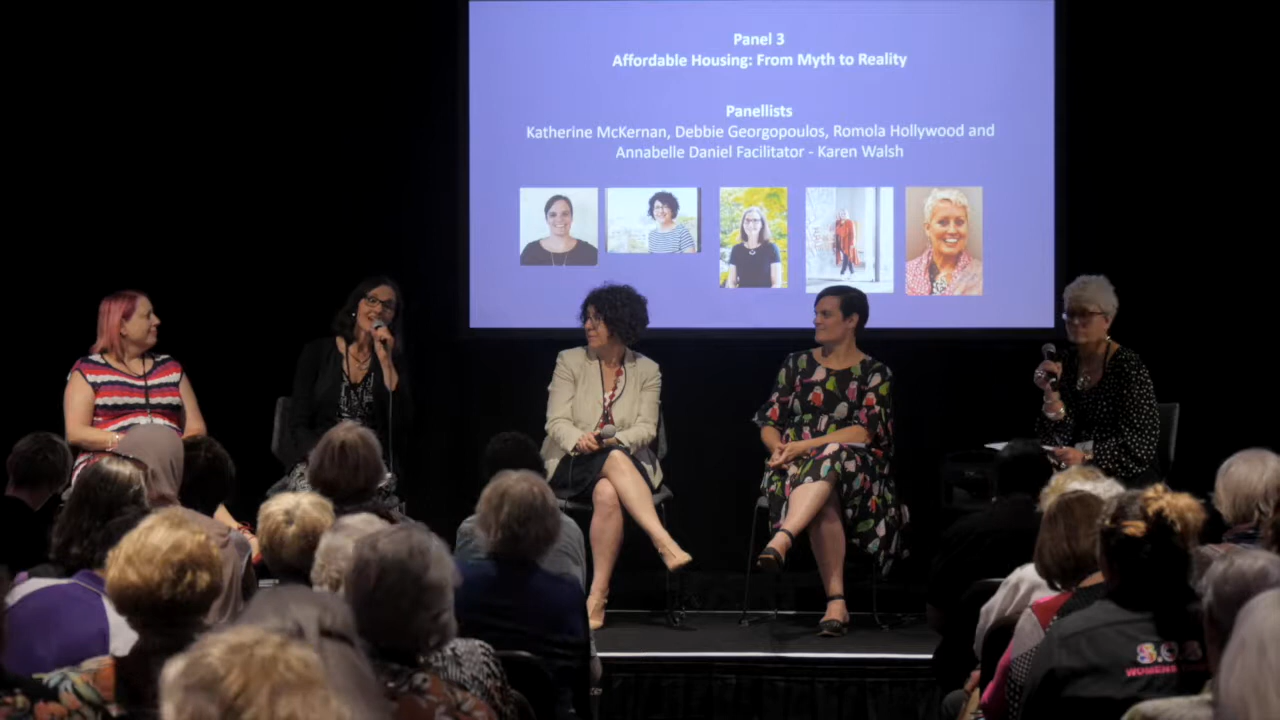 Panel 3
Affordable Housing: From Myth to Reality
Panellists
Katherine McKernan, Debbie Georgopoulos, Romola Hollywood and
Annabelle Daniel Facilitator - Karen Walsh
WOMENS